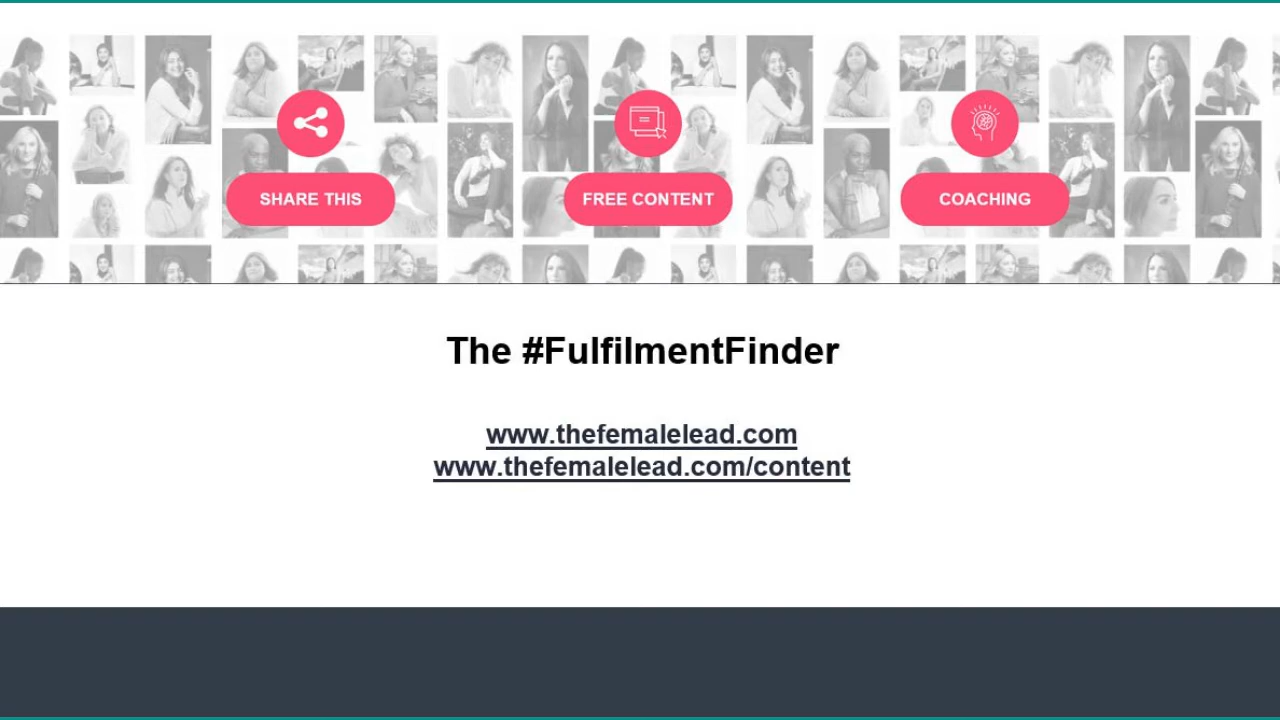 SHARE THIS
FREE CONTENT
COACHING
The #FulfilmentFinder
www.thefemalelead.com
www.thefemalelead.com/content